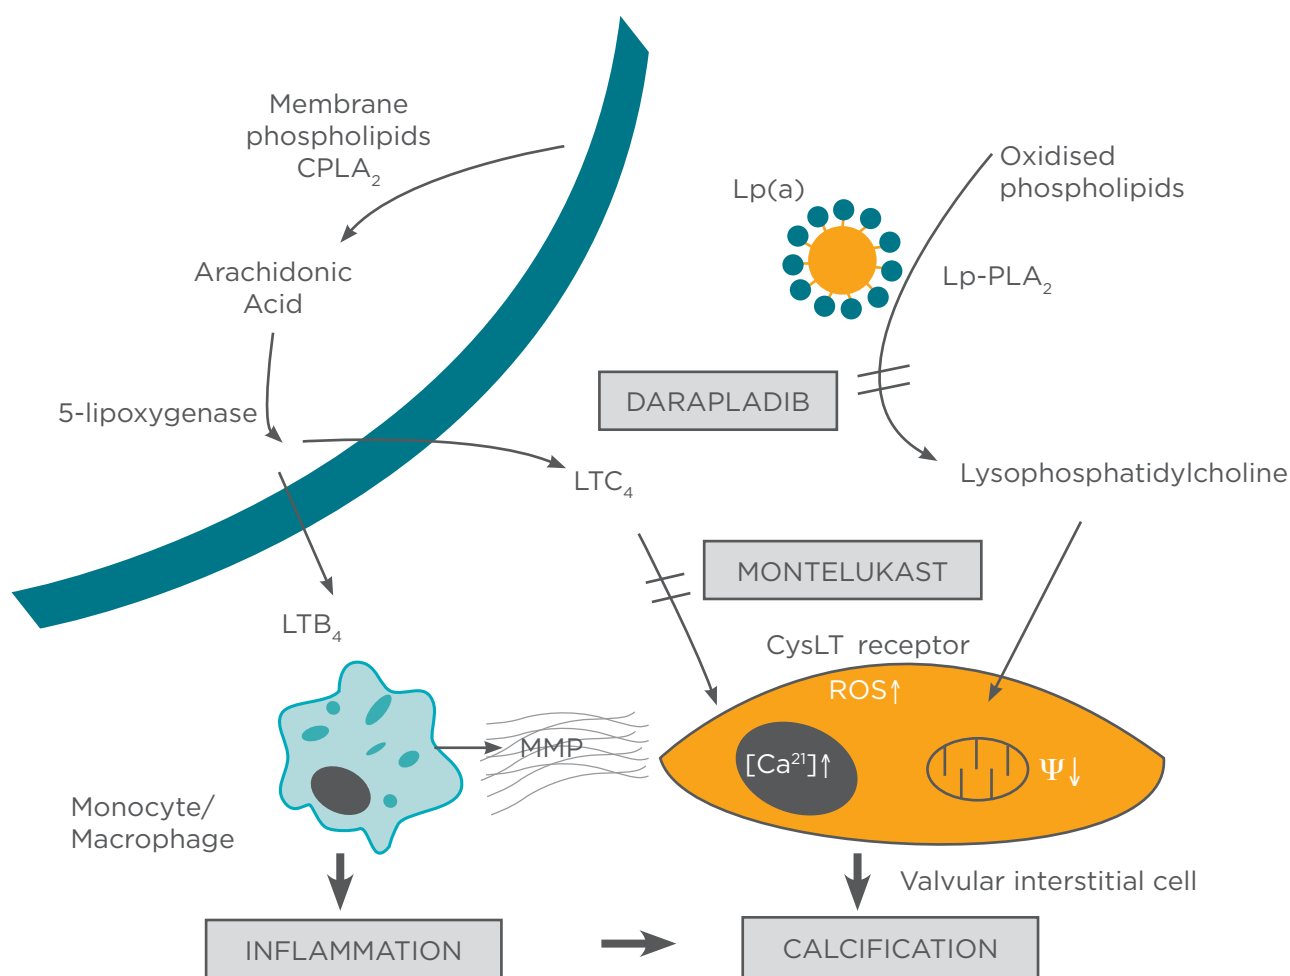 Membrane
phospholipids
CPLA₂
Oxidised
phospholipids
Lp(a)
Arachidonic
Acid
Lp-PLA₂
DARAPLADIB
5-lipoxygenase
LTC₄
Lysophosphatidylcholine
MONTELUKAST
LTB₄
CysLT receptor
ROS↑
MMP
[Ca²¹]↑
Ψ↓
Monocyte/
Macrophage
Valvular interstitial cell
INFLAMMATION
CALCIFICATION